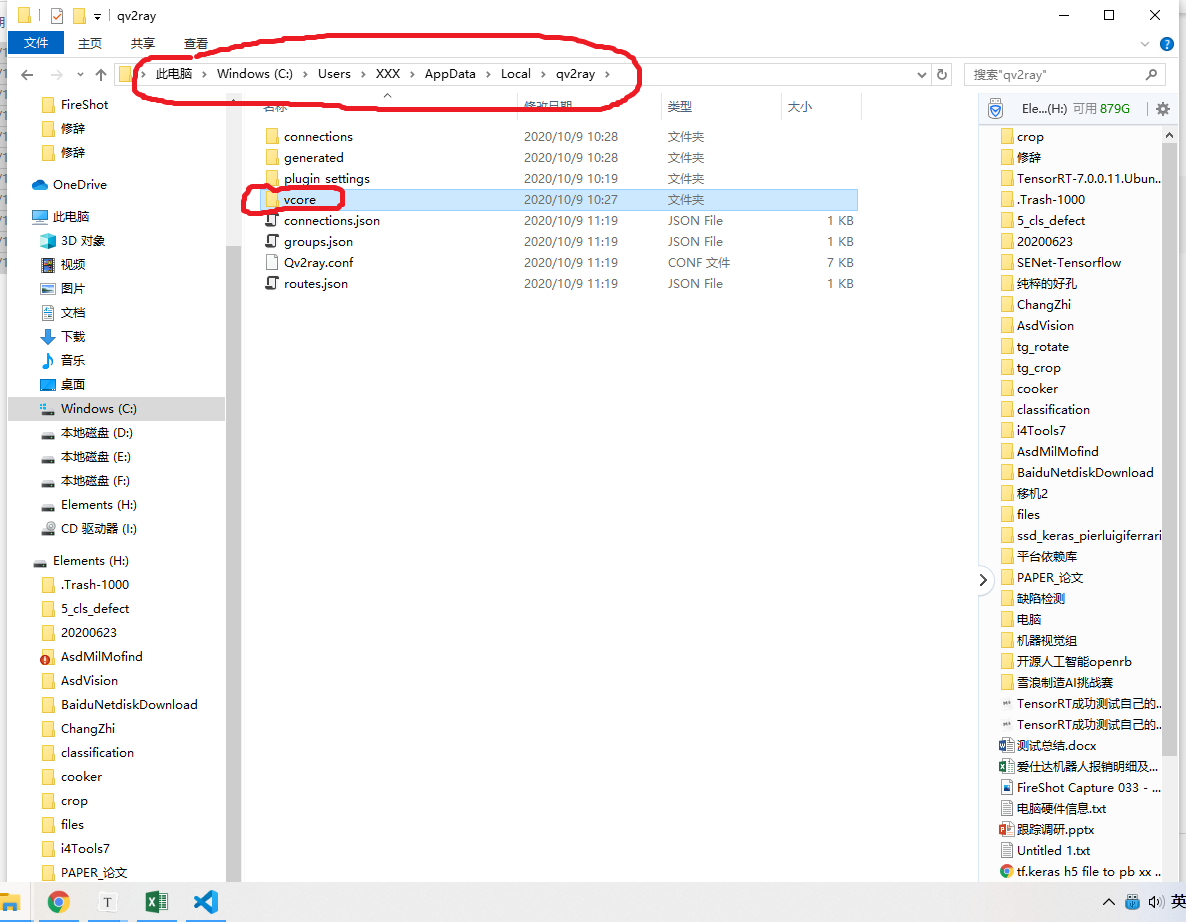 qv2ray
文件 主页 共享 查看
此电脑 Windows (C:) Users XXX AppData Local qv2ray
搜索"qv2ray"
名称 修改日期 类型 大小
connections 2020/10/9 10:28 文件夹
generated 2020/10/9 10:28 文件夹
plugin_settings 2020/10/9 10:19 文件夹
vcore 2020/10/9 10:27 文件夹
connections.json 2020/10/9 11:19 JSON File 1 KB
groups.json 2020/10/9 11:19 JSON File 1 KB
Qv2ray.conf 2020/10/9 11:19 CONF 文件 7 KB
routes.json 2020/10/9 11:19 JSON File 1 KB
FireShot
修辞
修辞
OneDrive
此电脑
3D 对象
视频
图片
文档
下载
音乐
桌面
Windows (C:)
本地磁盘 (D:)
本地磁盘 (E:)
本地磁盘 (F:)
Elements (H:)
CD 驱动器 (I:)
Elements (H:)
.Trash-1000
5_cls_defect
20200623
AsdMilMofind
AsdVision
BaiduNetdiskDownload
ChangZhi
classification
cooker
crop
files
i4Tools7
PAPER_论文
Ele...(H:) 可用 879G
crop
修辞
TensorRT-7.0.0.11.Ubun...
.Trash-1000
5_cls_defect
20200623
SENet-Tensorflow
纯粹的好孔
ChangZhi
AsdVision
tg_rotate
tg_crop
cooker
classification
i4Tools7
AsdMilMofind
BaiduNetdiskDownload
移机2
files
ssd_keras_pierluigiferrari
平台依赖库
PAPER_论文
缺陷检测
电脑
机器视觉组
开源人工智能openrb
雪浪制造AI挑战赛
TensorRT成功测试自己的...
TensorRT成功测试自己的...
测试总结.docx
爱仕达机器人报销明细及...
FireShot Capture 033 - ...
电脑硬件信息.txt
跟踪调研.pptx
Untitled 1.txt
tf.keras h5 file to pb xx ...
英